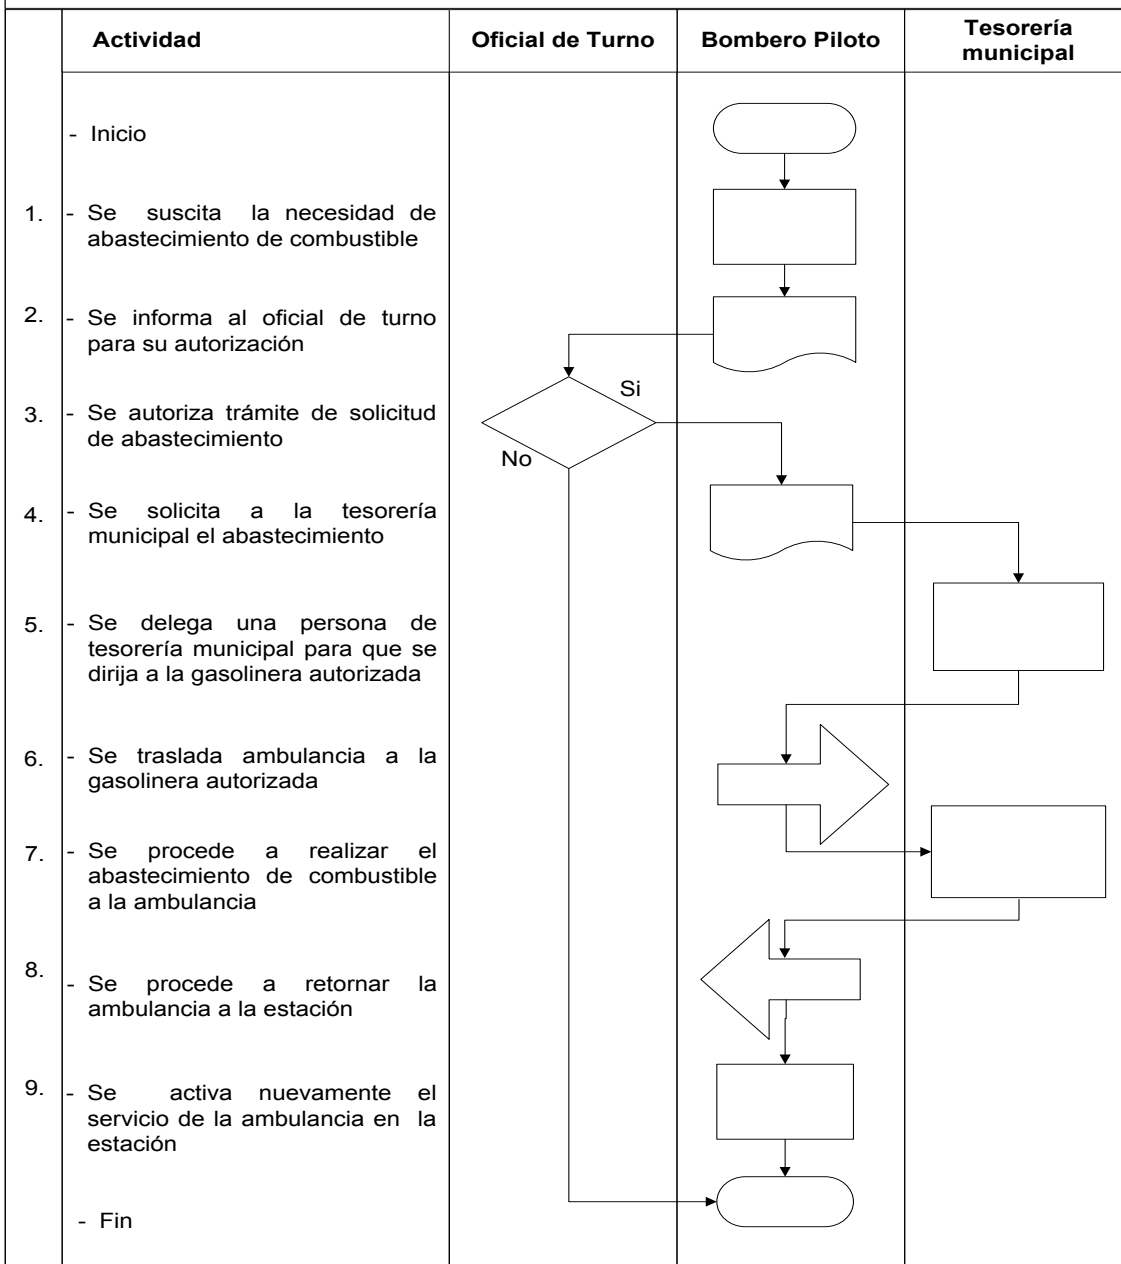 Actividad
Oficial de Turno
Bombero Piloto
Tesorería
municipal
- Inicio
1. - Se suscita la necesidad de
abastecimiento de combustible
2. - Se informa al oficial de turno
para su autorización
Si
3. - Se autoriza trámite de solicitud
de abastecimiento
No
4. - Se solicita a la tesorería
municipal el abastecimiento
5. - Se delega una persona de
tesorería municipal para que se
dirija a la gasolinera autorizada
6. - Se traslada ambulancia a la
gasolinera autorizada
7. - Se procede a realizar el
abastecimiento de combustible
a la ambulancia
8. - Se procede a retornar la
ambulancia a la estación
9. - Se activa nuevamente el
servicio de la ambulancia en la
estación
- Fin